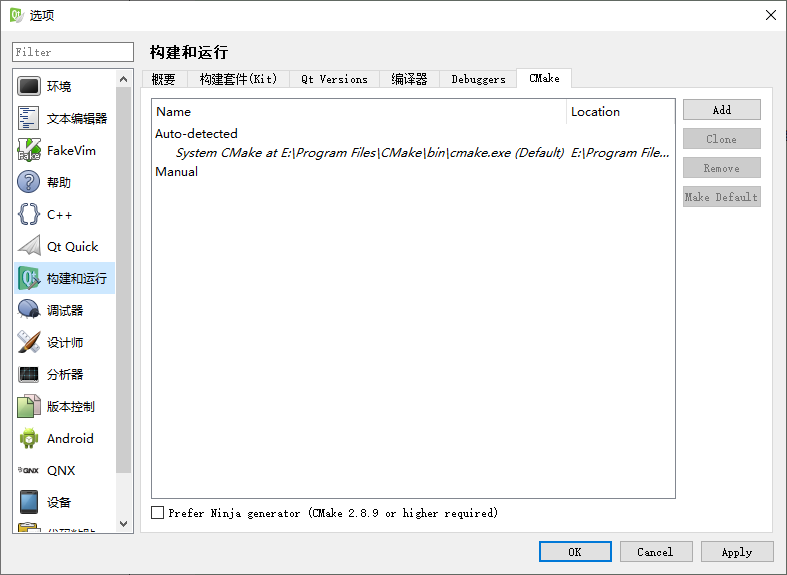 选项
Filter
环境
文本编辑器
FakeVim
帮助
C++
Qt Quick
构建和运行
调试器
设计师
分析器
版本控制
Android
QNX
设备
构建和运行
概要 构建套件(Kit) Qt Versions 编译器 Debuggers CMake
Name Location
Auto-detected
System CMake at E:\Program Files\CMake\bin\cmake.exe (Default) E:\Program File...
Manual
Add
Clone
Remove
Make Default
Prefer Ninja generator (CMake 2.8.9 or higher required)
OK Cancel Apply